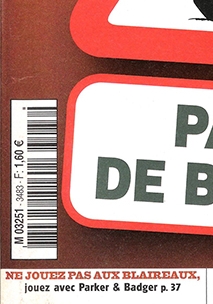 M 03251 - 3483 - F: 1,60 €
PA
DE B
NE JOUEZ PAS AUX BLAIREAUX,
jouez avec Parker & Badger p. 37